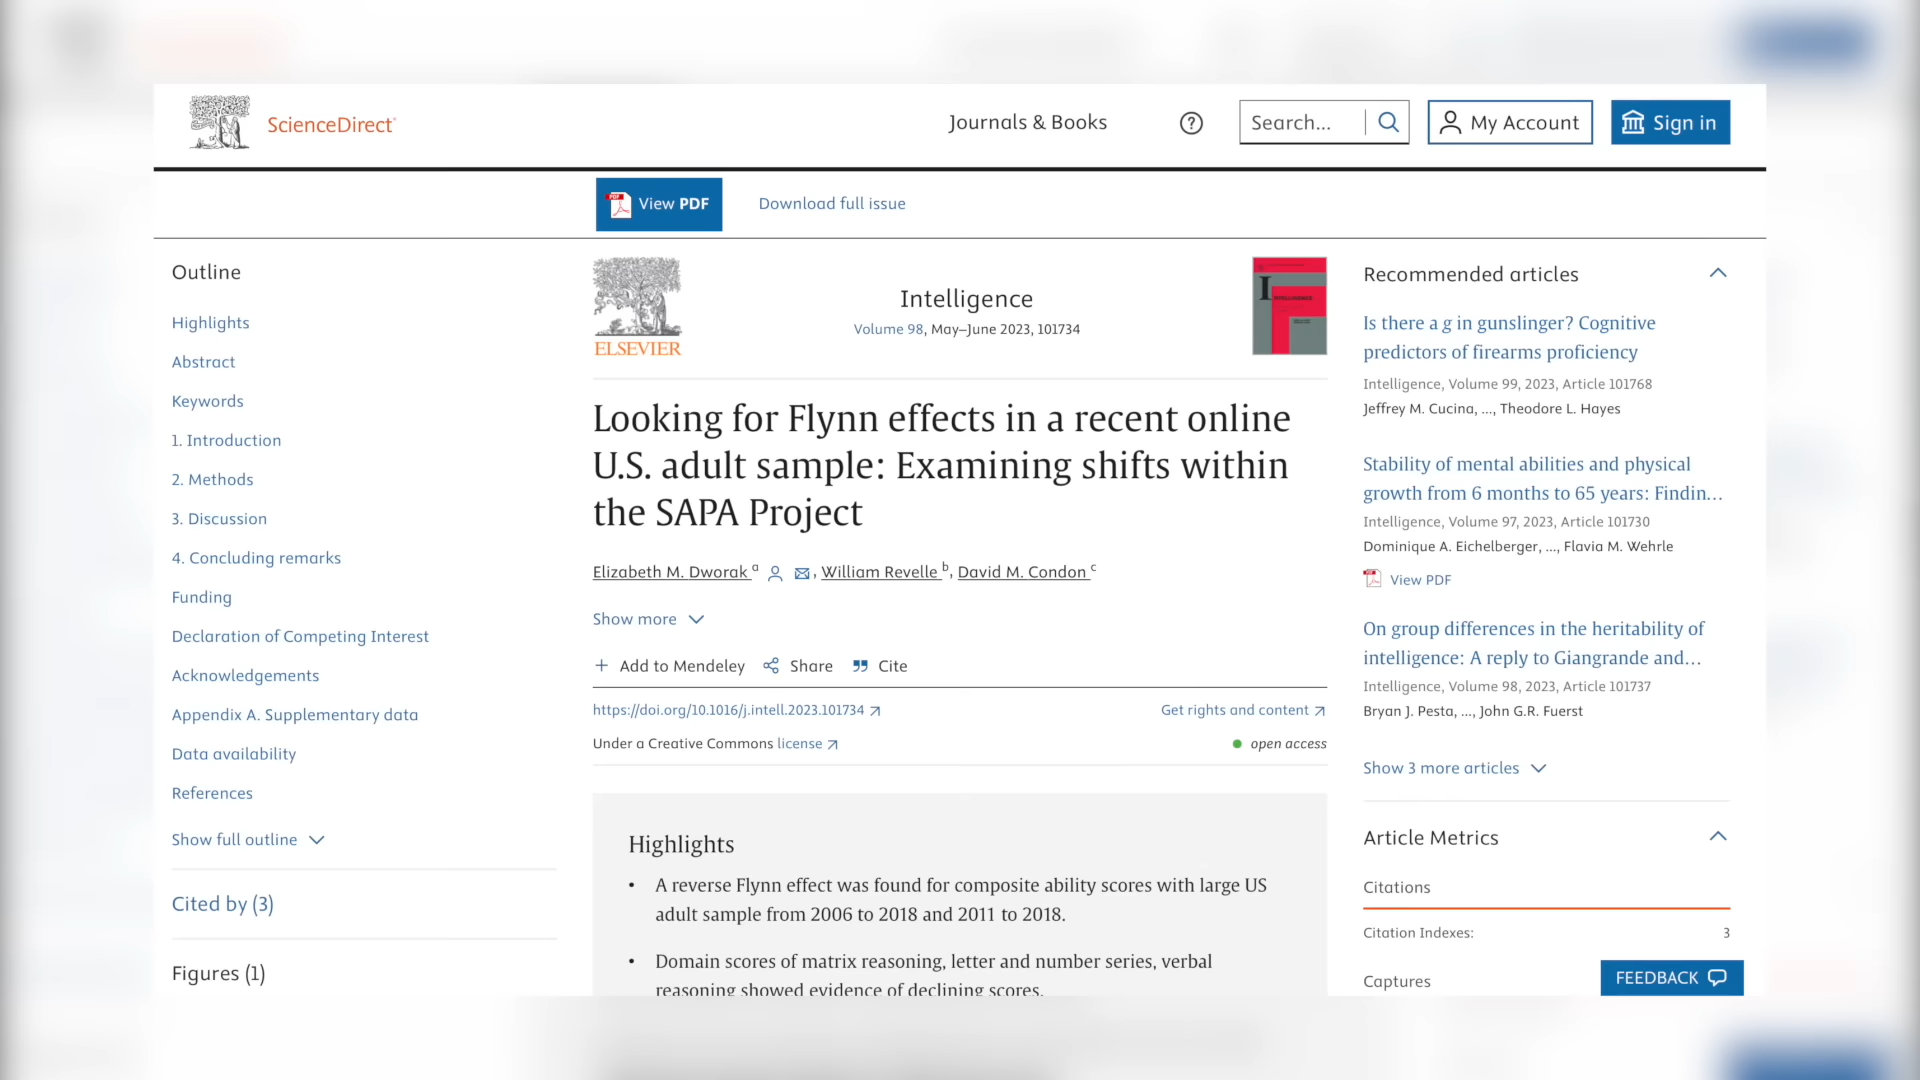 ScienceDirect
Journals & Books
Search...
My Account
Sign in
View PDF
Download full issue
Outline
Highlights
Abstract
Keywords
1. Introduction
2. Methods
3. Discussion
4. Concluding remarks
Funding
Declaration of Competing Interest
Acknowledgements
Appendix A. Supplementary data
Data availability
References
Show full outline
Cited by (3)
Figures (1)
ELSEVIER
Intelligence
Volume 98, May–June 2023, 101734
Looking for Flynn effects in a recent online
U.S. adult sample: Examining shifts within
the SAPA Project
Elizabeth M. Dworak a , William Revelle b, David M. Condon c
Show more
+ Add to Mendeley Share Cite
https://doi.org/10.1016/j.intell.2023.101734
Get rights and content
Under a Creative Commons license
open access
Highlights
• A reverse Flynn effect was found for composite ability scores with large US
adult sample from 2006 to 2018 and 2011 to 2018.
• Domain scores of matrix reasoning, letter and number series, verbal
reasoning showed evidence of declining scores.
Recommended articles
Is there a g in gunslinger? Cognitive
predictors of firearms proficiency
Intelligence, Volume 99, 2023, Article 101768
Jeffrey M. Cucina, ..., Theodore L. Hayes
Stability of mental abilities and physical
growth from 6 months to 65 years: Findin...
Intelligence, Volume 97, 2023, Article 101730
Dominique A. Eichelberger, ..., Flavia M. Wehrle
View PDF
On group differences in the heritability of
intelligence: A reply to Giangrande and...
Intelligence, Volume 98, 2023, Article 101737
Bryan J. Pesta, ..., John G.R. Fuerst
Show 3 more articles
Article Metrics
Citations
Citation Indexes: 3
Captures
FEEDBACK